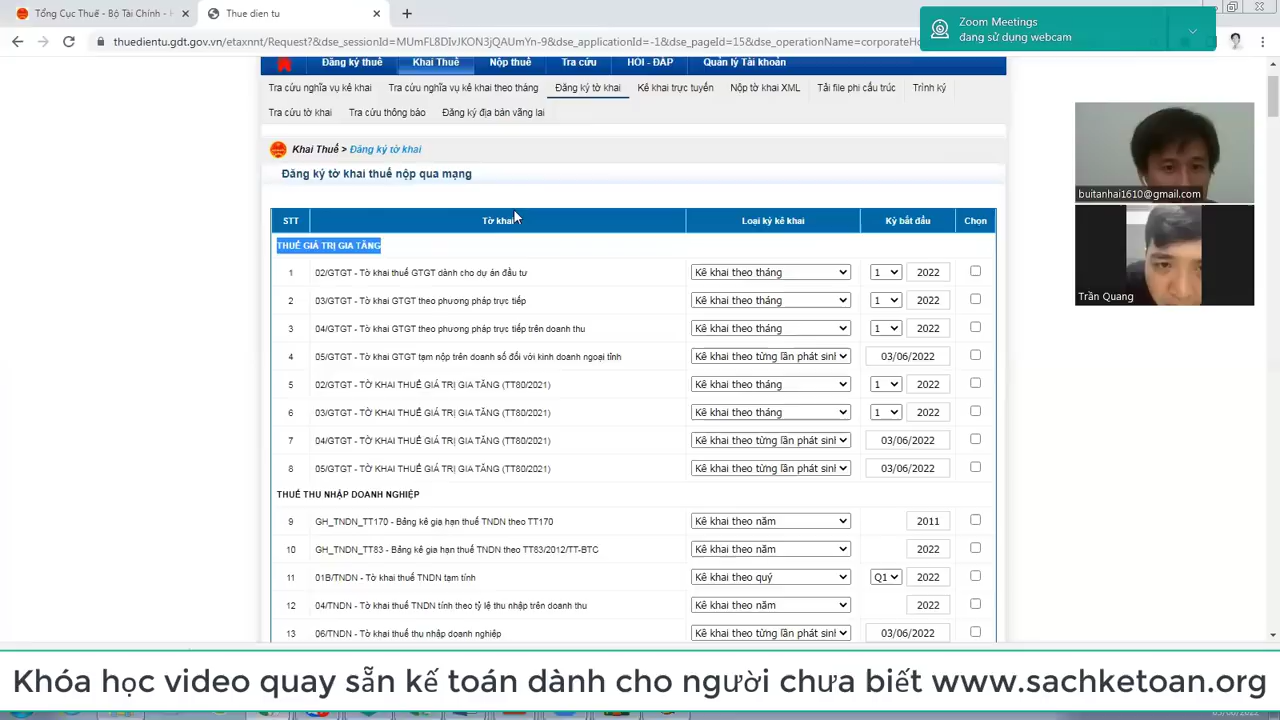 Tổng Cục Thuế - Bộ Tài Chính -
Thue dien tu
Zoom Meetings
đang sử dụng webcam
thuedientu.gdt.gov.vn/etaxnnt/Request?&dse_sessionId=MUmFL8DIvJKONJ3QAUmYn-9&dse_applicationId=-1&dse_pageId=15&dse_operationName=corporateHo
Đăng ký thuế Khai Thuế Nộp thuế Tra cứu HỎI - ĐÁP Quản lý Tài khoản
Tra cứu nghĩa vụ kê khai Tra cứu nghĩa vụ kê khai theo tháng Đăng ký tờ khai Kê khai trực tuyến Nộp tờ khai XML Tải file phi cấu trúc Trình ký
Tra cứu tờ khai Tra cứu thông báo Đăng ký địa bàn vãng lai
Khai Thuế > Đăng ký tờ khai
Đăng ký tờ khai thuế nộp qua mạng
STT Tờ khai Loại kỳ kê khai Kỳ bắt đầu Chọn
THUẾ GIÁ TRỊ GIA TĂNG
1 02/GTGT - Tờ khai thuế GTGT dành cho dự án đầu tư Kê khai theo tháng 1 2022
2 03/GTGT - Tờ khai GTGT theo phương pháp trực tiếp Kê khai theo tháng 1 2022
3 04/GTGT - Tờ khai GTGT theo phương pháp trực tiếp trên doanh thu Kê khai theo tháng 1 2022
4 05/GTGT - Tờ khai GTGT tạm nộp trên doanh số đối với kinh doanh ngoại tỉnh Kê khai theo từng lần phát sinh 03/06/2022
5 02/GTGT - TỜ KHAI THUẾ GIÁ TRỊ GIA TĂNG (TT80/2021) Kê khai theo tháng 1 2022
6 03/GTGT - TỜ KHAI THUẾ GIÁ TRỊ GIA TĂNG (TT80/2021) Kê khai theo tháng 1 2022
7 04/GTGT - TỜ KHAI THUẾ GIÁ TRỊ GIA TĂNG (TT80/2021) Kê khai theo từng lần phát sinh 03/06/2022
8 05/GTGT - TỜ KHAI THUẾ GIÁ TRỊ GIA TĂNG (TT80/2021) Kê khai theo từng lần phát sinh 03/06/2022
THUẾ THU NHẬP DOANH NGHIỆP
9 GH_TNDN_TT170 - Bảng kê gia hạn thuế TNDN theo TT170 Kê khai theo năm 2011
10 GH_TNDN_TT83 - Bảng kê gia hạn thuế TNDN theo TT83/2012/TT-BTC Kê khai theo năm 2022
11 01B/TNDN - Tờ khai thuế TNDN tạm tính Kê khai theo quý Q1 2022
12 04/TNDN - Tờ khai thuế TNDN tính theo tỷ lệ thu nhập trên doanh thu Kê khai theo năm 2022
13 06/TNDN - Tờ khai thuế thu nhập doanh nghiệp Kê khai theo từng lần phát sinh 03/06/2022
buitanhai1610@gmail.com
Trần Quang
Khóa học video quay sẵn kế toán dành cho người chưa biết www.sachketoan.org
03/06/2022